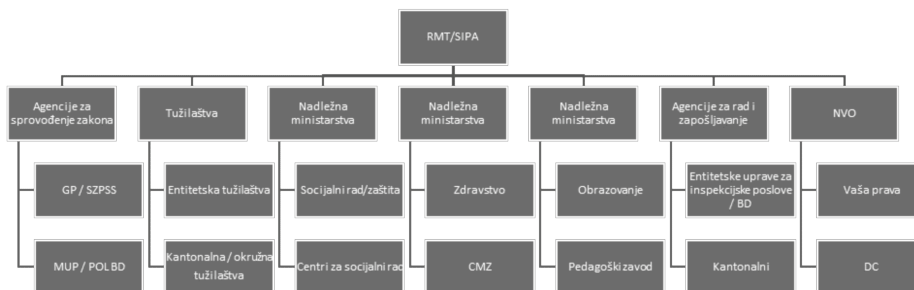 RMT/SIPA
Agencije za
sprovođenje zakona
Tužilaštva
Nadležna
ministarstva
Nadležna
ministarstva
Nadležna
ministarstva
Agencije za rad i
zapošljavanje
NVO
GP / SZPSS
Entitetska tužilaštva
Socijalni rad/zaštita
Zdravstvo
Obrazovanje
Entitetske uprave za
inspekcijske poslove
/ BD
Vaša prava
MUP / POL BD
Kantonalna / okružna
tužilaštva
Centri za socijalni rad
CMZ
Pedagoški zavod
Kantonalni
DC